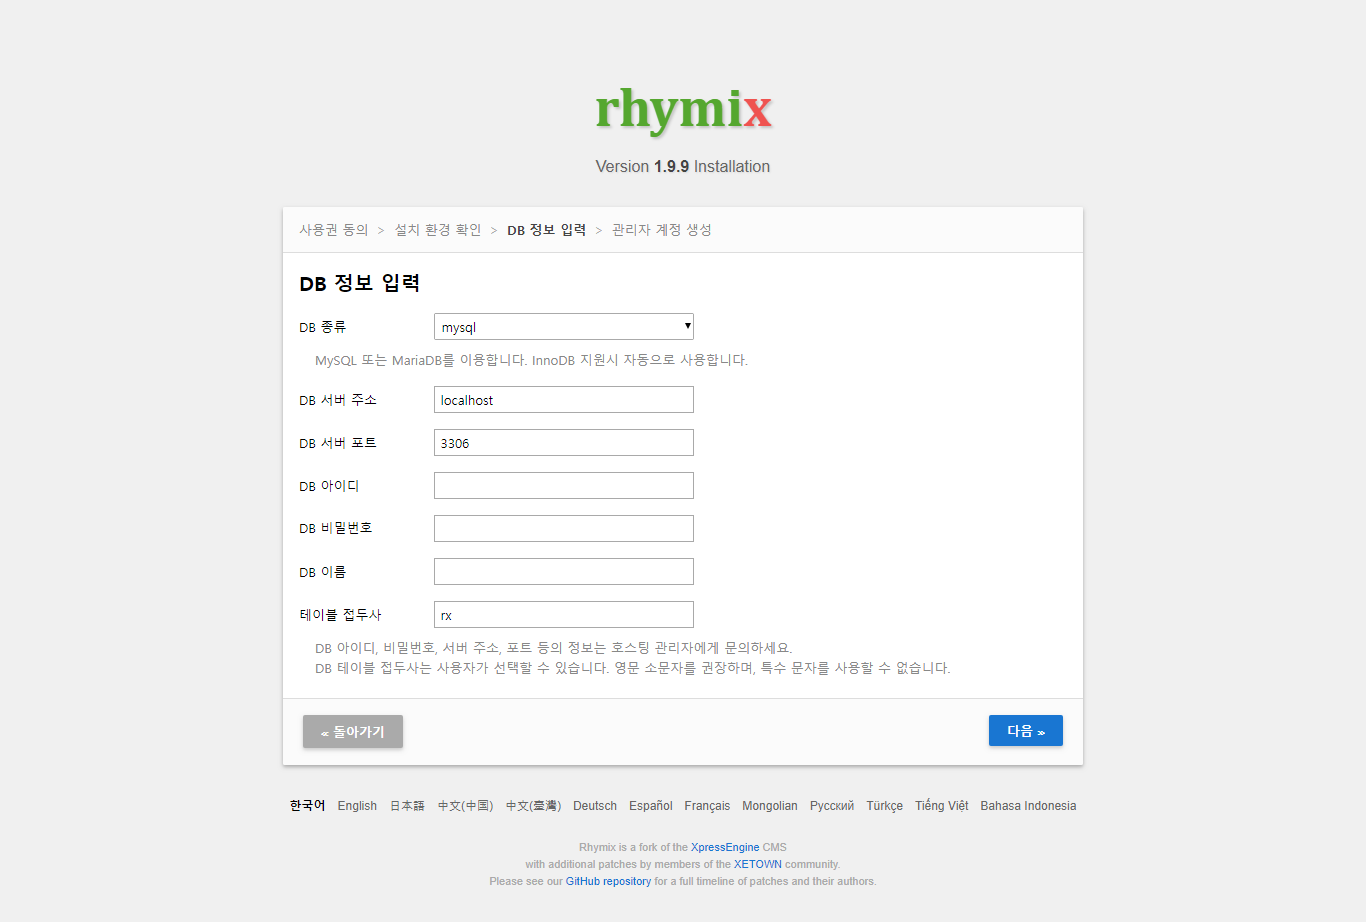 rhymix
Version 1.9.9 Installation
사용권 동의 > 설치 환경 확인 > DB 정보 입력 > 관리자 계정 생성
DB 정보 입력
DB 종류 mysql
MySQL 또는 MariaDB를 이용합니다. InnoDB 지원시 자동으로 사용합니다.
DB 서버 주소 localhost
DB 서버 포트 3306
DB 아이디
DB 비밀번호
DB 이름
테이블 접두사 rx
DB 아이디, 비밀번호, 서버 주소, 포트 등의 정보는 호스팅 관리자에게 문의하세요.
DB 테이블 접두사는 사용자가 선택할 수 있습니다. 영문 소문자를 권장하며, 특수 문자를 사용할 수 없습니다.
« 돌아가기 다음 »
한국어 English 日本語 中文(中国) 中文(臺灣) Deutsch Español Français Mongolian Русский Türkçe Tiếng Việt Bahasa Indonesia
Rhymix is a fork of the XpressEngine CMS
with additional patches by members of the XETOWN community.
Please see our GitHub repository for a full timeline of patches and their authors.